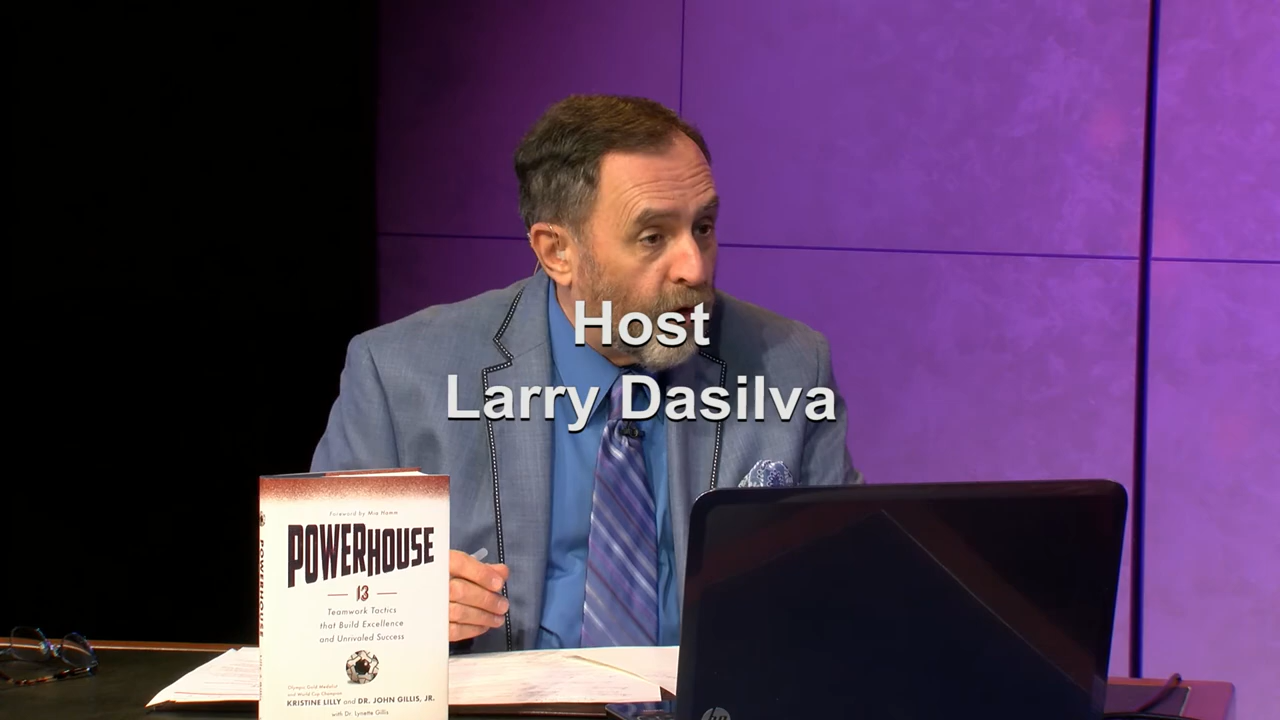 Host
Larry Dasilva
Foreword by Mia Hamm
POWERHOUSE
13
Teamwork Tactics
that Build Excellence
and Unrivaled Success
Olympic Gold Medalist
and World Cup Champion
KRISTINE LILLY and DR. JOHN GILLIS, JR.
with Dr. Lynette Gillis
POWERHOUSE
hp